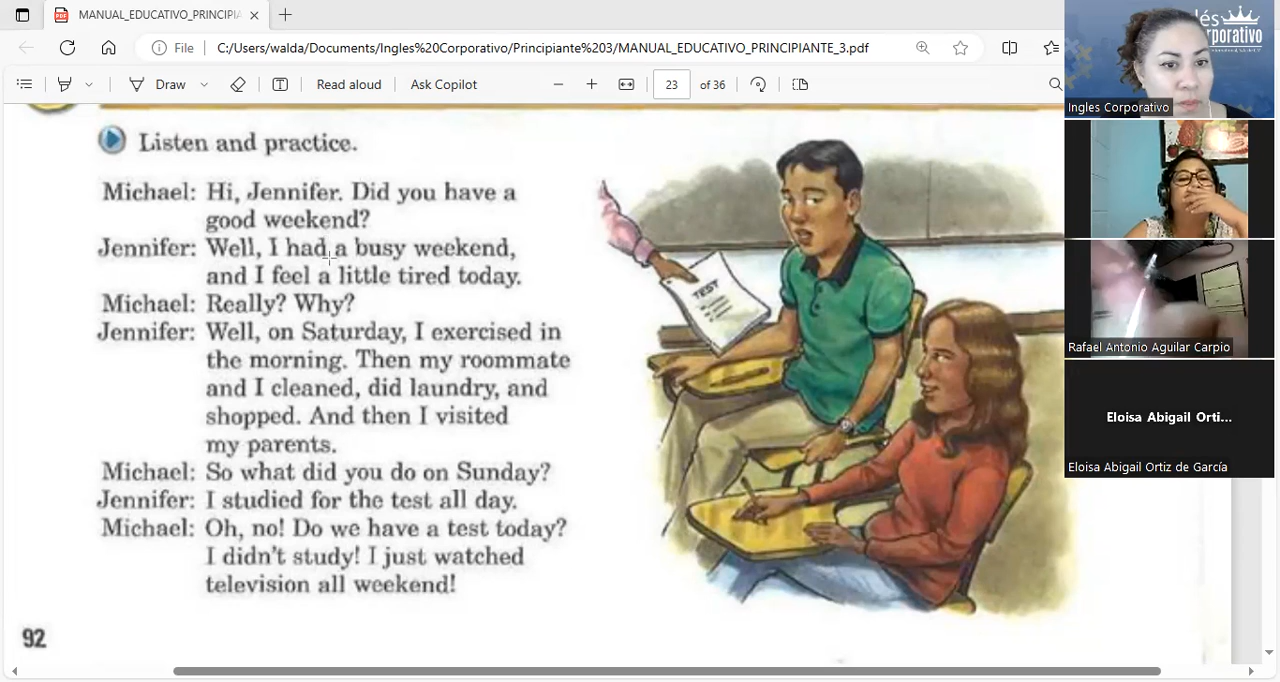 MANUAL_EDUCATIVO_PRINCIPIA
File
C:/Users/walda/Documents/Ingles%20Corporativo/Principante%203/MANUAL_EDUCATIVO_PRINCIPIANTE_3.pdf
Draw
Read aloud
Ask Copilot
23 of 36
Listen and practice.
Michael: Hi, Jennifer. Did you have a
good weekend?
Jennifer: Well, I had a busy weekend,
and I feel a little tired today.
Michael: Really? Why?
Jennifer: Well, on Saturday, I exercised in
the morning. Then my roommate
and I cleaned, did laundry, and
shopped. And then I visited
my parents.
Michael: So what did you do on Sunday?
Jennifer: I studied for the test all day.
Michael: Oh, no! Do we have a test today?
I didn't study! I just watched
television all weekend!
92
TEST
Ingles Corporativo
Rafael Antonio Aguilar Carpio
Eloisa Abigail Orti...
Eloisa Abigail Ortiz de García